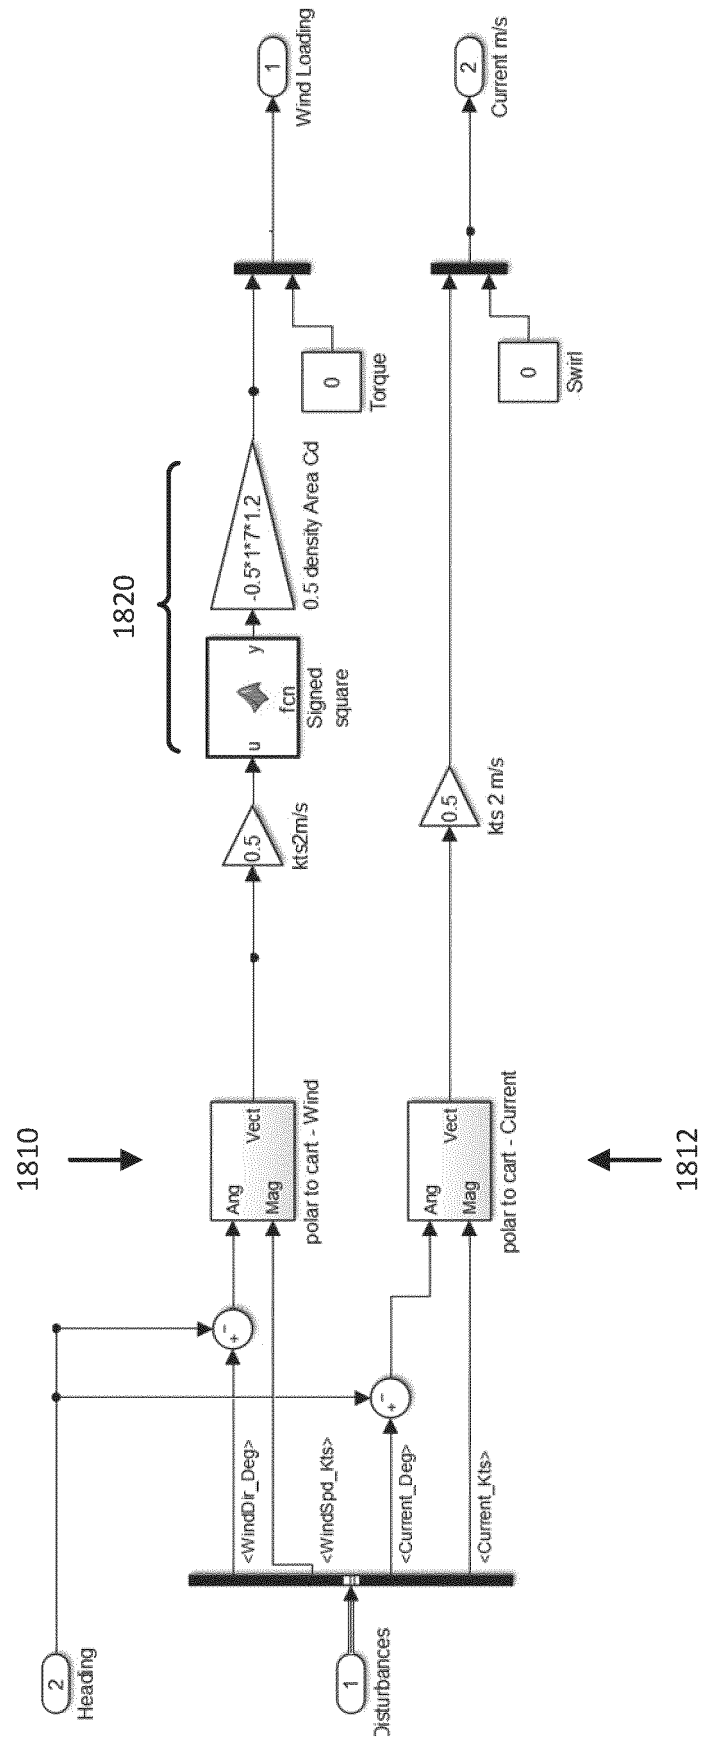 2
Heading
1
Disturbances
<WindDir_Deg>
<WindSpd_Kts>
<Current_Deg>
<Current_Kts>
+
-
+
-
1810
Ang
Mag
Vect
polar to cart - Wind
Ang
Mag
Vect
polar to cart - Current
1812
0.5
kts2m/s
0.5
kts 2 m/s
1820
u
y
fcn
Signed
square
-0.5*1*7*1.2
0.5 density Area Cd
0
Torque
0
Swirl
1
Wind Loading
2
Current m/s